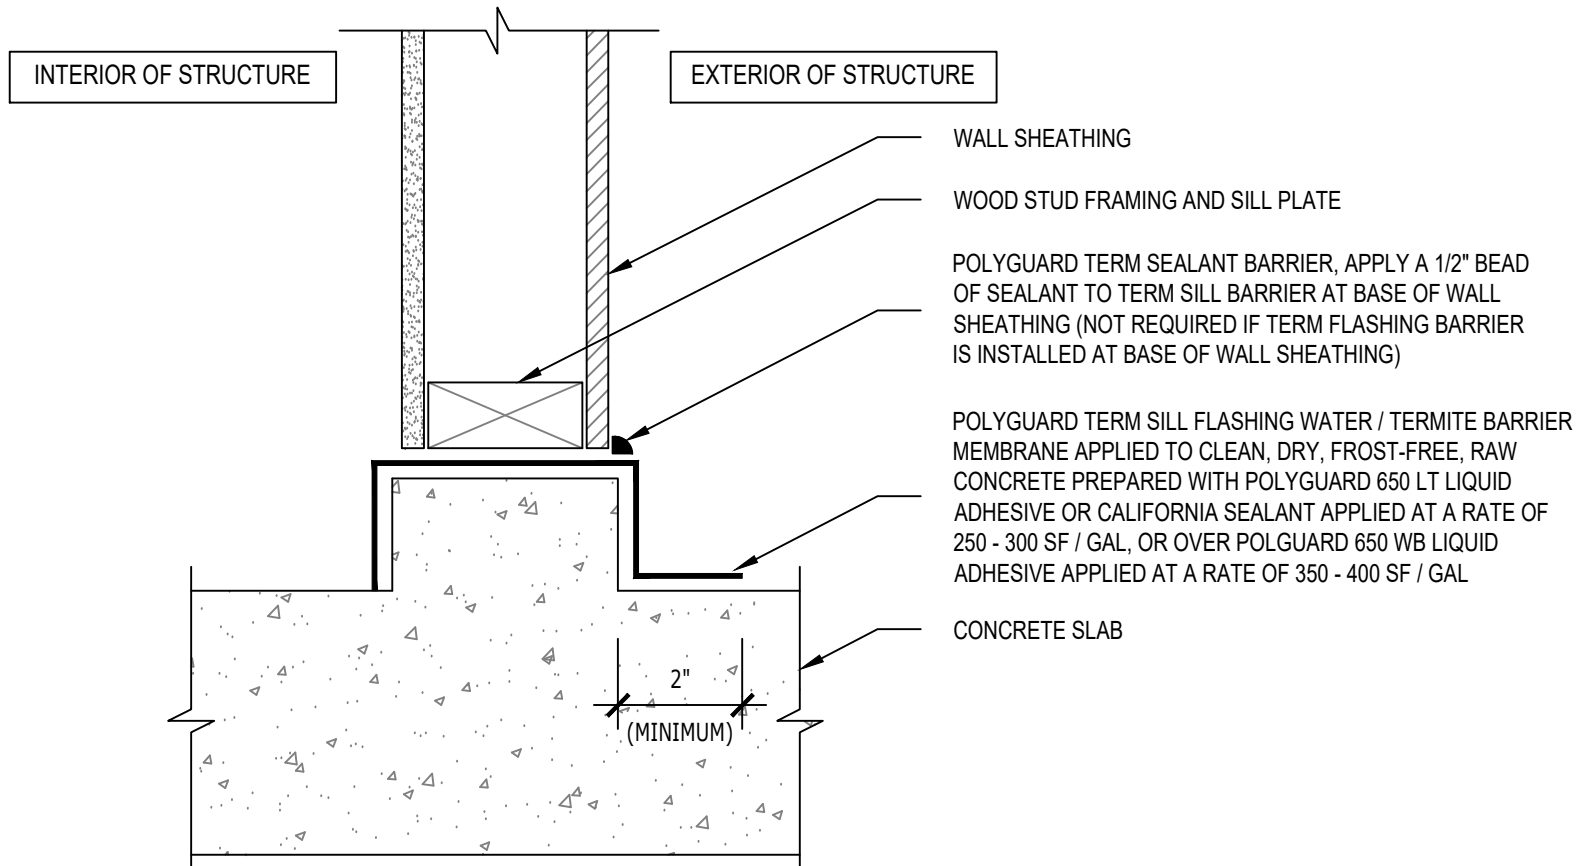 INTERIOR OF STRUCTURE
EXTERIOR OF STRUCTURE
WALL SHEATHING
WOOD STUD FRAMING AND SILL PLATE
POLYGUARD TERM SEALANT BARRIER, APPLY A 1/2" BEAD
OF SEALANT TO TERM SILL BARRIER AT BASE OF WALL
SHEATHING (NOT REQUIRED IF TERM FLASHING BARRIER
IS INSTALLED AT BASE OF WALL SHEATHING)
POLYGUARD TERM SILL FLASHING WATER / TERMITE BARRIER
MEMBRANE APPLIED TO CLEAN, DRY, FROST-FREE, RAW
CONCRETE PREPARED WITH POLYGUARD 650 LT LIQUID
ADHESIVE OR CALIFORNIA SEALANT APPLIED AT A RATE OF
250 - 300 SF / GAL, OR OVER POLGUARD 650 WB LIQUID
ADHESIVE APPLIED AT A RATE OF 350 - 400 SF / GAL
CONCRETE SLAB
2"
(MINIMUM)